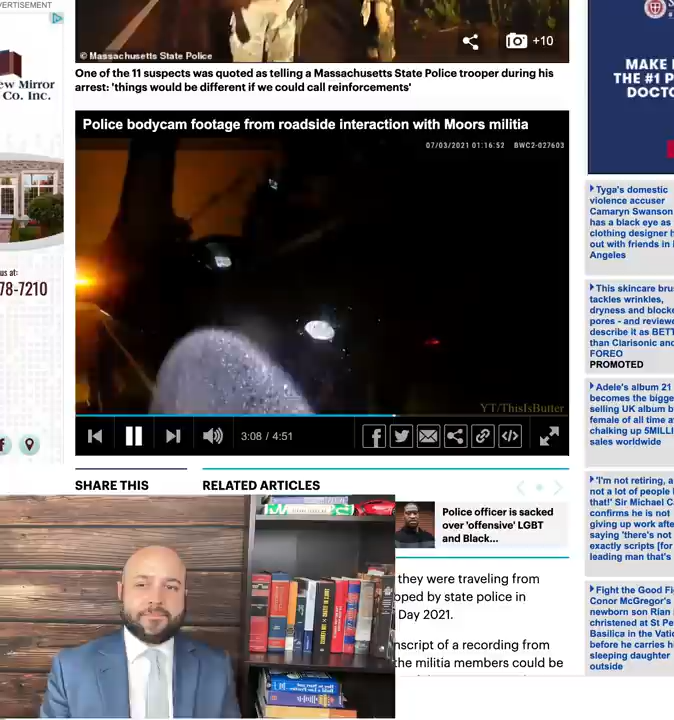 VERTISEMENT
ew Mirror
Co. Inc.
us at:
78-7210
© Massachusetts State Police
+10
One of the 11 suspects was quoted as telling a Massachusetts State Police trooper during his
arrest: 'things would be different if we could call reinforcements'
Police bodycam footage from roadside interaction with Moors militia
07/03/2021 01:16:52 BWC2-027603
YT/ThisIsButter
3:08 / 4:51
SHARE THIS
RELATED ARTICLES
Police officer is sacked
over 'offensive' LGBT
and Black...
they were traveling from
oped by state police in
Day 2021.
nscript of a recording from
the militia members could be
MAKE
THE #1 P
DOCTO
Tyga's domestic
violence accuser
Camaryn Swanson
has a black eye as
clothing designer h
out with friends in
Angeles
This skincare bru
tackles wrinkles,
dryness and blocke
pores - and reviewe
describe it as BETT
than Clarisonic and
FOREO
PROMOTED
Adele's album 21
becomes the bigge
selling UK album b
female of all time a
chalking up 5MILLI
sales worldwide
'I'm not retiring, a
not a lot of people
that!' Sir Michael C
confirms he is not
giving up work afte
saying 'there's not
exactly scripts [for
leading man that's
Fight the Good Fi
Conor McGregor's
newborn son Rian
christened at St Pe
Basilica in the Vatic
before he carries h
sleeping daughter
outside